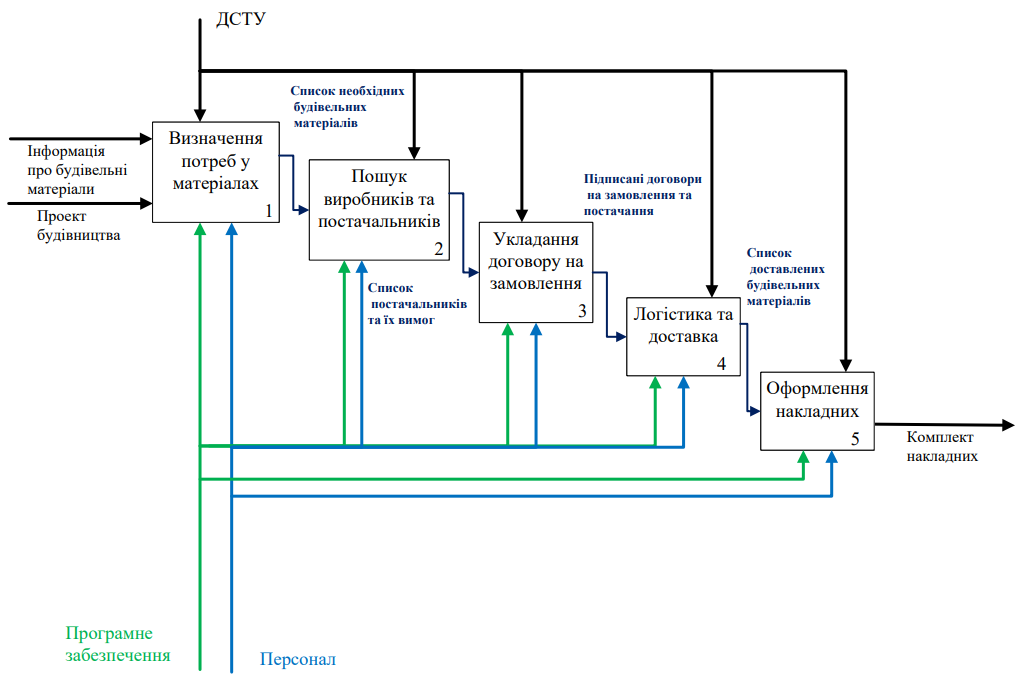 ДСТУ
Список необхідних
будівельних
матеріалів
Визначення
потреб у
матеріалах
1
Інформація
про будівельні
матеріали
Проект
будівництва
Пошук
виробників та
постачальників
2
Підписані договори
на замовлення та
постачання
Укладання
договору на
замовлення
3
Список
постачальників
та їх вимог
Список
доставлених
будівельних
матеріалів
Логістика та
доставка
4
Оформлення
накладних
5
Комплект
накладних
Програмне
забезпечення
Персонал